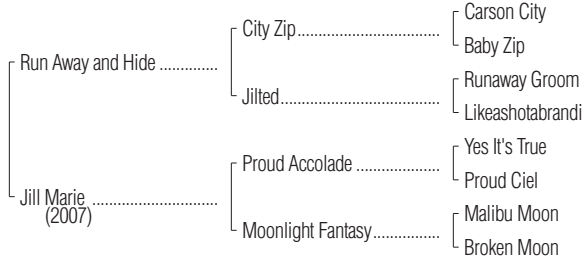 Carson City
City Zip
Baby Zip
Run Away and Hide
Runaway Groom
Jilted
Likeashotabrandi
Yes It's True
Proud Accolade
Proud Ciel
Jill Marie
(2007)
Malibu Moon
Moonlight Fantasy
Broken Moon